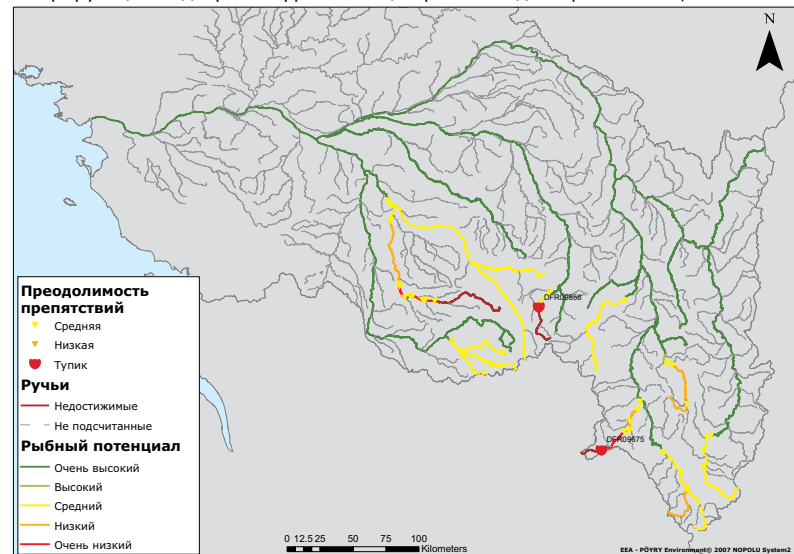 N
DFR09856
DFR09675
Преодолимость
препятствий
Средняя
Низкая
Тупик
Ручьи
Недостижимые
Не подсчитанные
Рыбный потенциал
Очень высокий
Высокий
Средний
Низкий
Очень низкий
0 12.5 25 50 75 100
Kilometers
EEA - PÖYRY Environment© 2007 NOPOLU System2